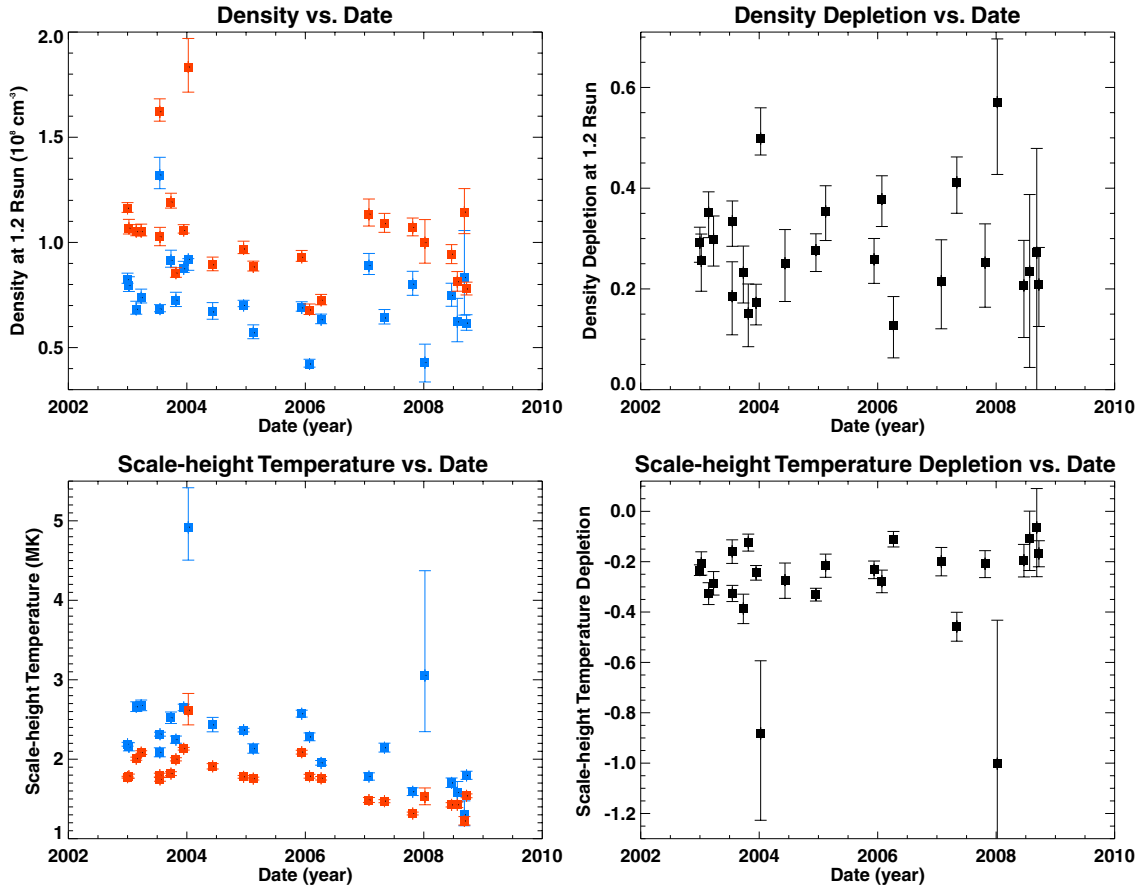 Density vs. Date
Density at 1.2 Rsun (10⁸ cm⁻³)
2.0
1.5
1.0
0.5
2002 2004 2006 2008 2010
Date (year)
Density Depletion vs. Date
Density Depletion at 1.2 Rsun
0.6
0.4
0.2
0.0
2002 2004 2006 2008 2010
Date (year)
Scale-height Temperature vs. Date
Scale-height Temperature (MK)
5
4
3
2
1
2002 2004 2006 2008 2010
Date (year)
Scale-height Temperature Depletion vs. Date
Scale-height Temperature Depletion
0.0
-0.2
-0.4
-0.6
-0.8
-1.0
-1.2
2002 2004 2006 2008 2010
Date (year)